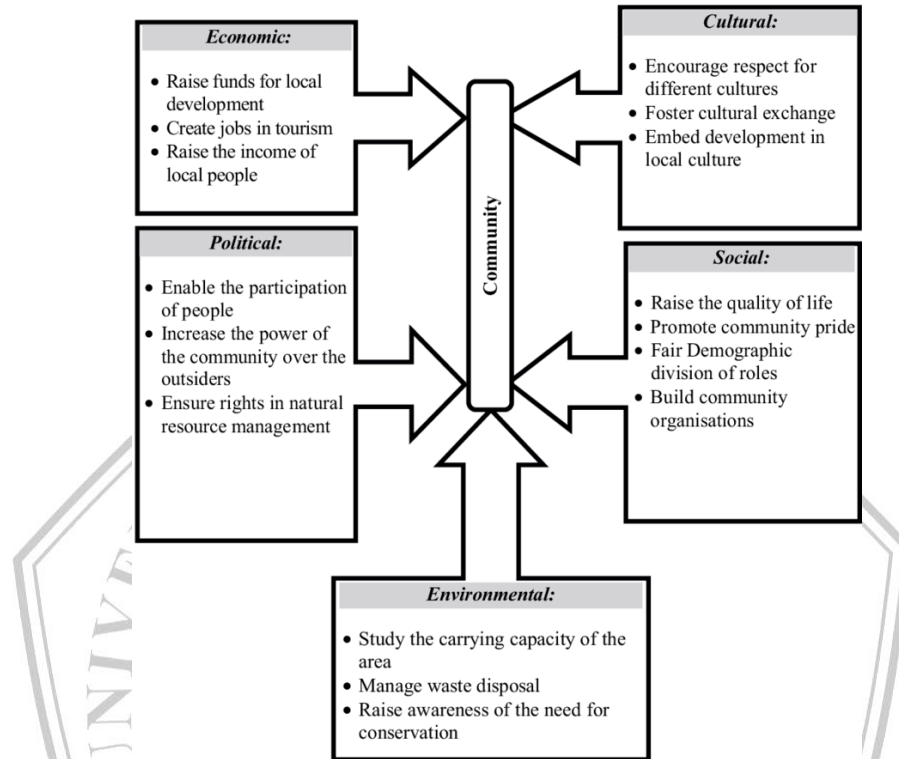 Economic:
• Raise funds for local
development
• Create jobs in tourism
• Raise the income of
local people
Cultural:
• Encourage respect for
different cultures
• Foster cultural exchange
• Embed development in
local culture
Community
Political:
• Enable the participation
of people
• Increase the power of
the community over the
outsiders
• Ensure rights in natural
resource management
Social:
• Raise the quality of life
• Promote community pride
• Fair Demographic
division of roles
• Build community
organisations
Environmental:
• Study the carrying capacity of the
area
• Manage waste disposal
• Raise awareness of the need for
conservation